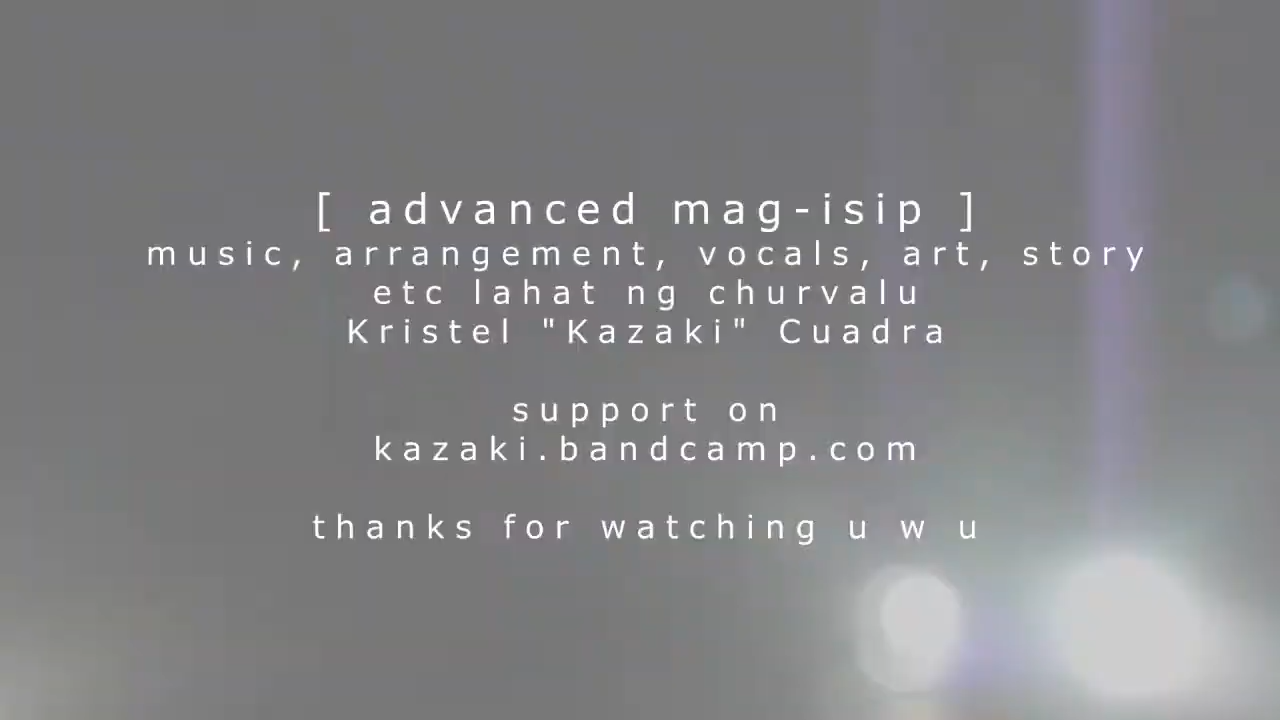 [ advanced mag-isip ]
music, arrangement, vocals, art, story
etc lahat ng churvalu
Kristel "Kazaki" Cuadra
support on
kazaki.bandcamp.com
thanks for watching u w u